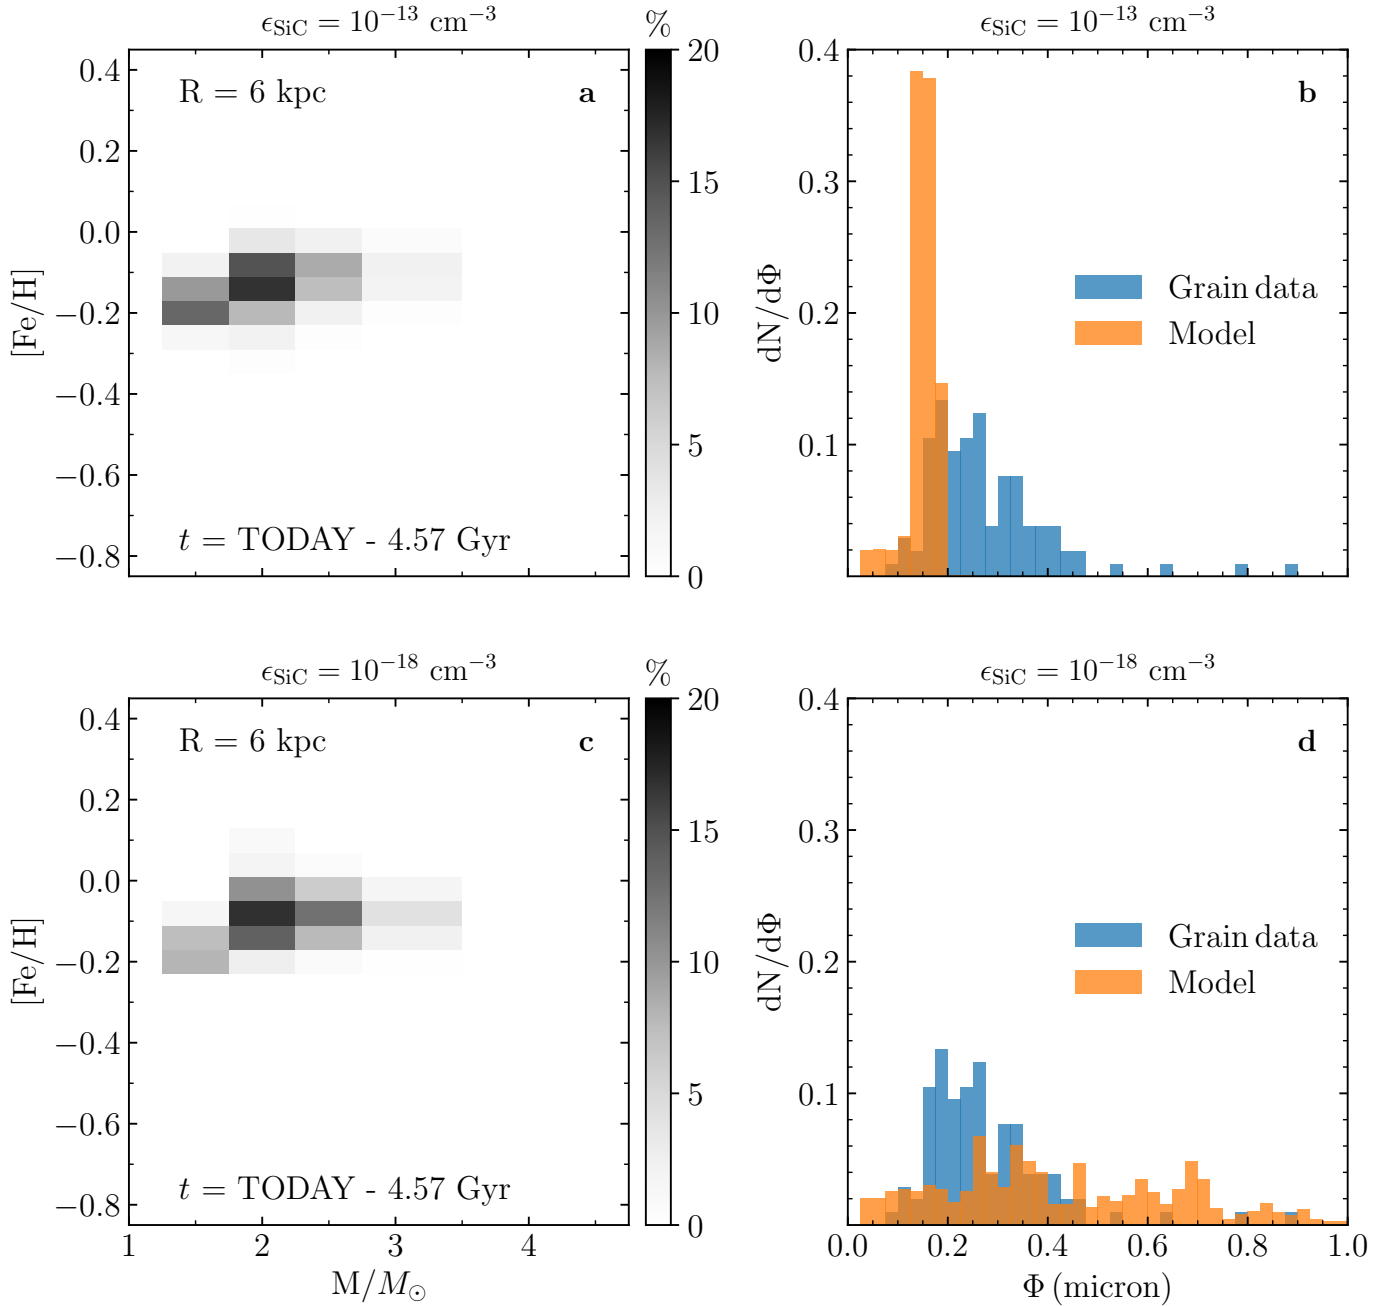 ϵSiC = 10−13 cm−3
%
R = 6 kpc
a
[Fe/H]
0.4
0.2
0.0
−0.2
−0.4
−0.6
−0.8
t = TODAY - 4.57 Gyr
20
15
10
5
0
ϵSiC = 10−13 cm−3
b
dN/dΦ
0.4
0.3
0.2
0.1
Grain data
Model
ϵSiC = 10−18 cm−3
%
R = 6 kpc
c
[Fe/H]
0.4
0.2
0.0
−0.2
−0.4
−0.6
−0.8
t = TODAY - 4.57 Gyr
1 2 3 4
M/M⊙
20
15
10
5
0
ϵSiC = 10−18 cm−3
d
dN/dΦ
0.4
0.3
0.2
0.1
Grain data
Model
0.0 0.2 0.4 0.6 0.8 1.0
Φ (micron)